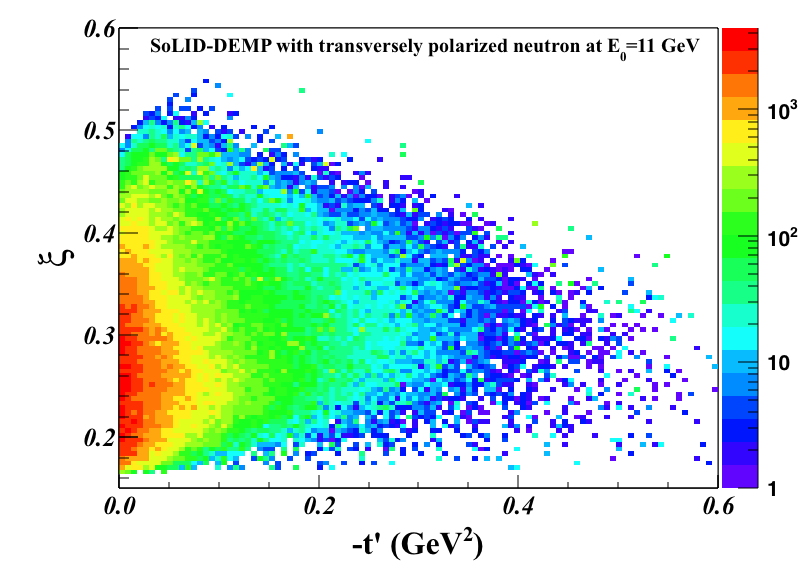 SoLID-DEMP with transversely polarized neutron at E₀=11 GeV
0.6
0.5
0.4
0.3
0.2
ξ
0.0 0.2 0.4 0.6
-t' (GeV²)
10³
10²
10
1